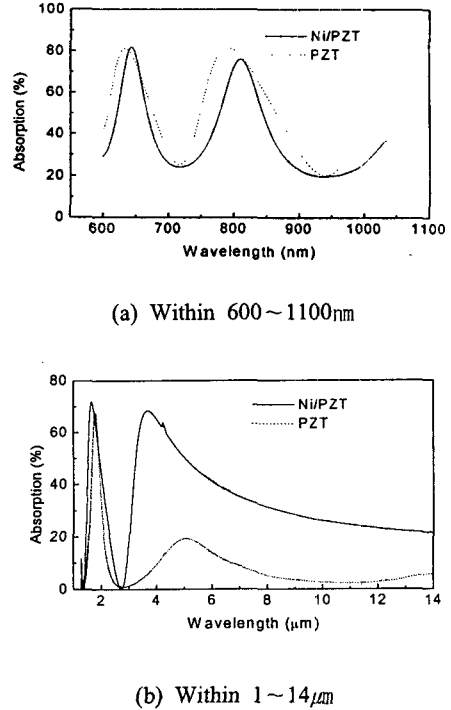 100
80
60
40
20
0
Absorption (%)
Ni/PZT
PZT
600 700 800 900 1000 1100
Wavelength (nm)
(a) Within 600~1100㎚
80
60
40
20
0
Absorption (%)
Ni/PZT
PZT
2 4 6 8 10 12 14
Wavelength (μm)
(b) Within 1~14㎛